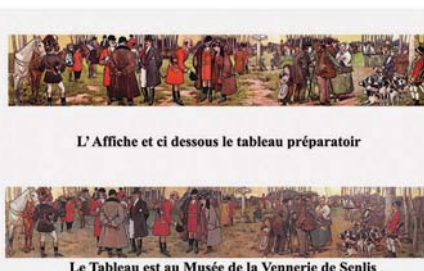 L' Affiche et ci dessous le tableau préparatoir
Le Tableau est au Musée de la Vennerie de Senlis